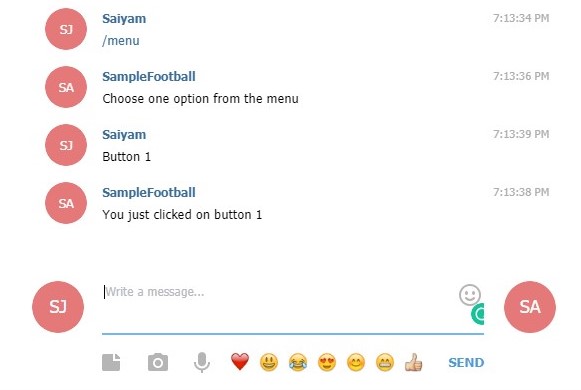 SJ
Saiyam 7:13:34 PM
/menu
SA
SampleFootball 7:13:36 PM
Choose one option from the menu
SJ
Saiyam 7:13:39 PM
Button 1
SA
SampleFootball 7:13:38 PM
You just clicked on button 1
SJ
Write a message...
SA
SEND